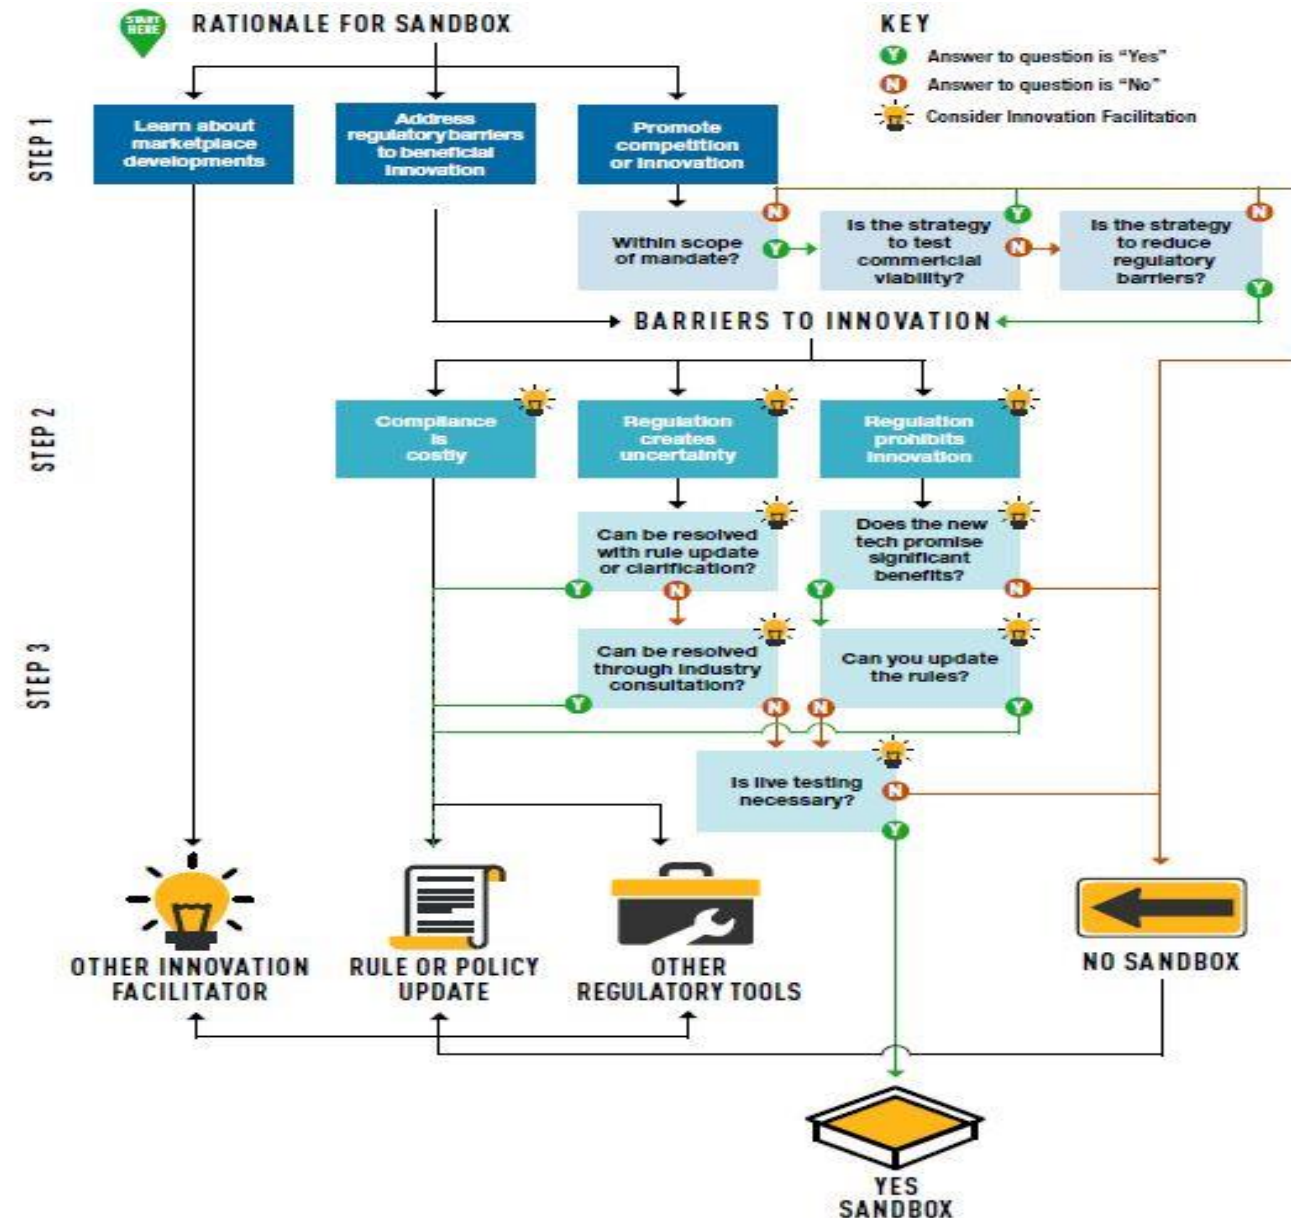 START
HERE
RATIONALE FOR SANDBOX
KEY
Y
Answer to question is “Yes”
N
Answer to question is “No”
Consider Innovation Facilitation
STEP 1
Learn about
marketplace
developments
Address
regulatory barriers
to beneficial
innovation
Promote
competition
or innovation
Within scope
of mandate?
N
Y
Is the strategy
to test
commericial
viability?
Y
N
Is the strategy
to reduce
regulatory
barriers?
N
Y
BARRIERS TO INNOVATION
STEP 2
Compliance
is
costly
Regulation
creates
uncertainty
Regulation
prohibits
innovation
Can be resolved
with rule update
or clarification?
Y
N
Does the new
tech promise
significant
benefits?
Y
N
STEP 3
Can be resolved
through industry
consultation?
Y
N
Can you update
the rules?
N
Y
Is live testing
necessary?
N
Y
OTHER INNOVATION
FACILITATOR
RULE OR POLICY
UPDATE
OTHER
REGULATORY TOOLS
NO SANDBOX
YES
SANDBOX